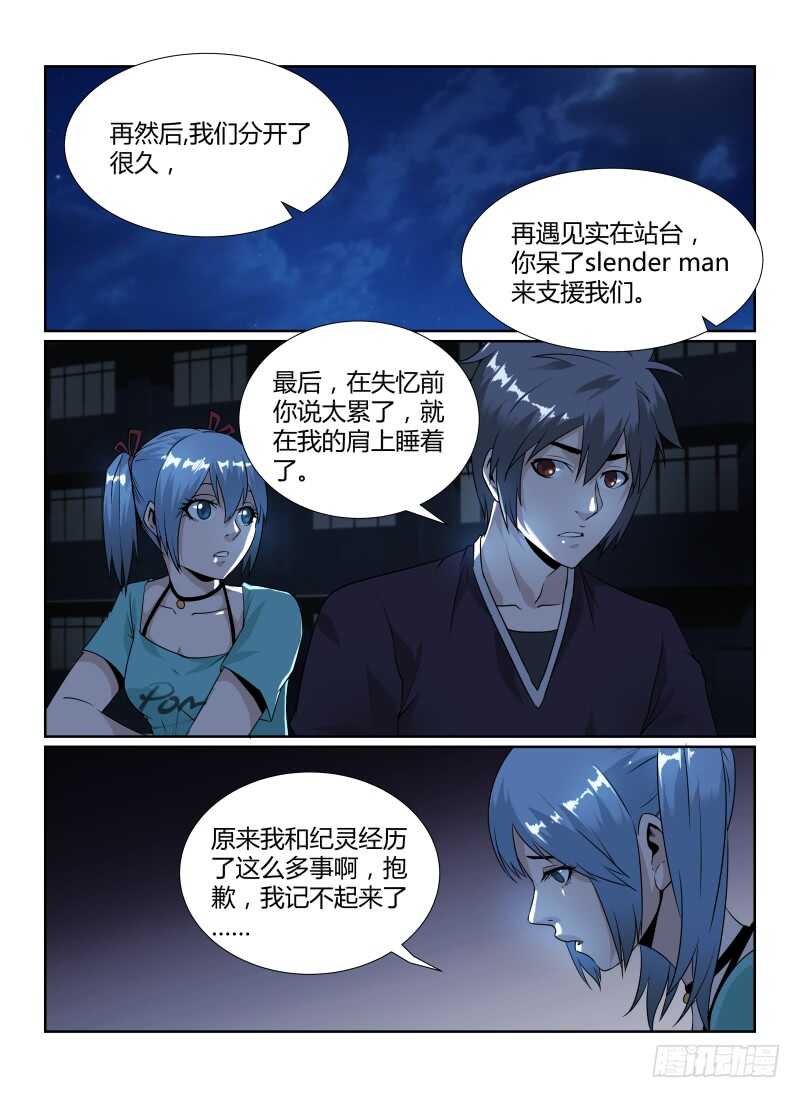 再然后,我们分开了
很久，
再遇见实在站台，
你呆了slender man
来支援我们。
最后，在失忆前
你说太累了，就
在我的肩上睡着
了。
Pom
原来我和纪灵经历
了这么多事啊，抱
歉，我记不起来了
……
腾讯动漫